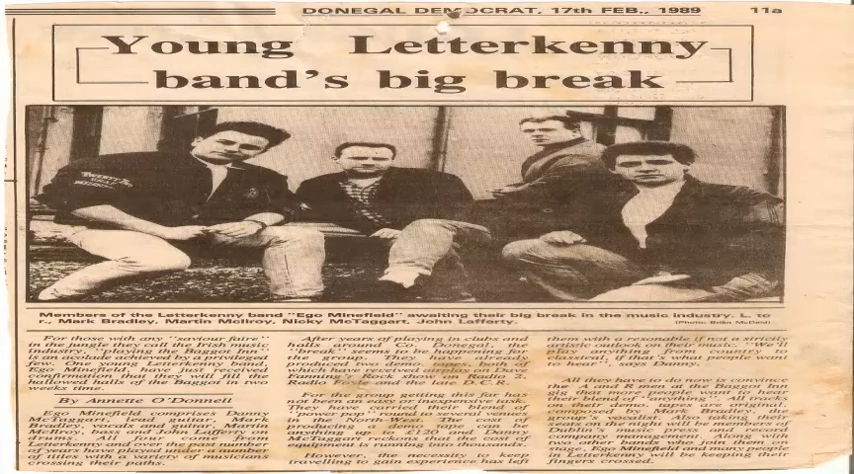 DONEGAL DEMOCRAT, 17th FEB., 1989
11a
Young Letterkenny
band's big break
Members of the Letterkenny band "Ego Minefield" awaiting their big break in the music industry. L. to
r., Mark Bradley, Martin McIlroy, Nicky McTaggart, John Lafferty.
For those with any "saviour faire"
in the jungle they call the Irish music
industry, "playing the Baggot Inn"
is an acolade achieved by a privileged
few. Young Letterkenny band
Ego Minefield have just received
confirmation that they will fill the
hallowed halls of the Baggot in two
weeks time.
By Annette O'Donnell
Ego Minefield comprises Danny
McTaggart, lead guitar, Mark
Bradley, vocals and guitar, Martin
McIlroy, bass and John Lafferty on
drums. All four come from
Letterkenny and over the past number
of years have played under a number
of titles with a variety of musicians
crossing their paths.
After years of playing in clubs and
halls around Co. Donegal, the
'break' seems to be happening for
the group. They have already
produced two demo tapes, both of
which have received airplay on Dave
Fanning's Rock show on Radio 2,
Radio Foyle and the late D.C.R.
For the group getting this far has
not been an easy or inexpensive task.
They have carried their blend of
'power pop' round to several venues
in the North-West. The cost of
producing a demo tape can be
anything up to £120 and Danny
McTaggart reckons that the cost of
equipment is running into thousands.
However, the necessity to keep
travelling to gain experience has left
them with a resonable if not a strictly
artistic outlook on their music. "We'll
play anything from country to
classical, if that's what people want
to hear", says Danny.
All they have to do now is convince
the A and R men at the Baggot Inn
gig that more people want to hear
their blend of "anything". All tracks
on their demo tape are original,
composed by Mark Bradley, the
group's vocalist. Also taking their
seats on the night will be members of
Dublin's music press and record
company management. Along with
two other bands who join them on
stage, Ego Minefield and many people
in Letterkenny will be keeping their
fingers crossed.